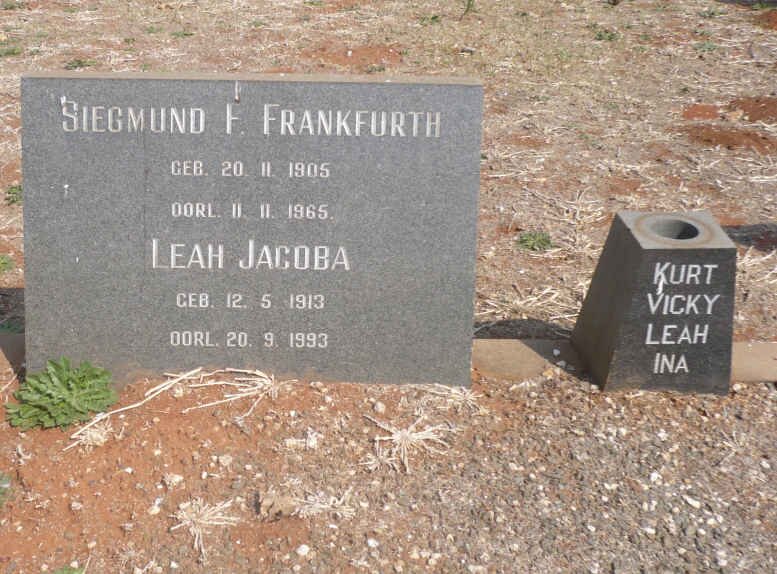 SIEGMUND F. FRANKFURTH
GEB. 20. 11. 1905
OORL. 11. 11. 1965.
LEAH JACOBA
GEB. 12. 5. 1913
OORL. 20. 9. 1993
KURT
VICKY
LEAH
INA